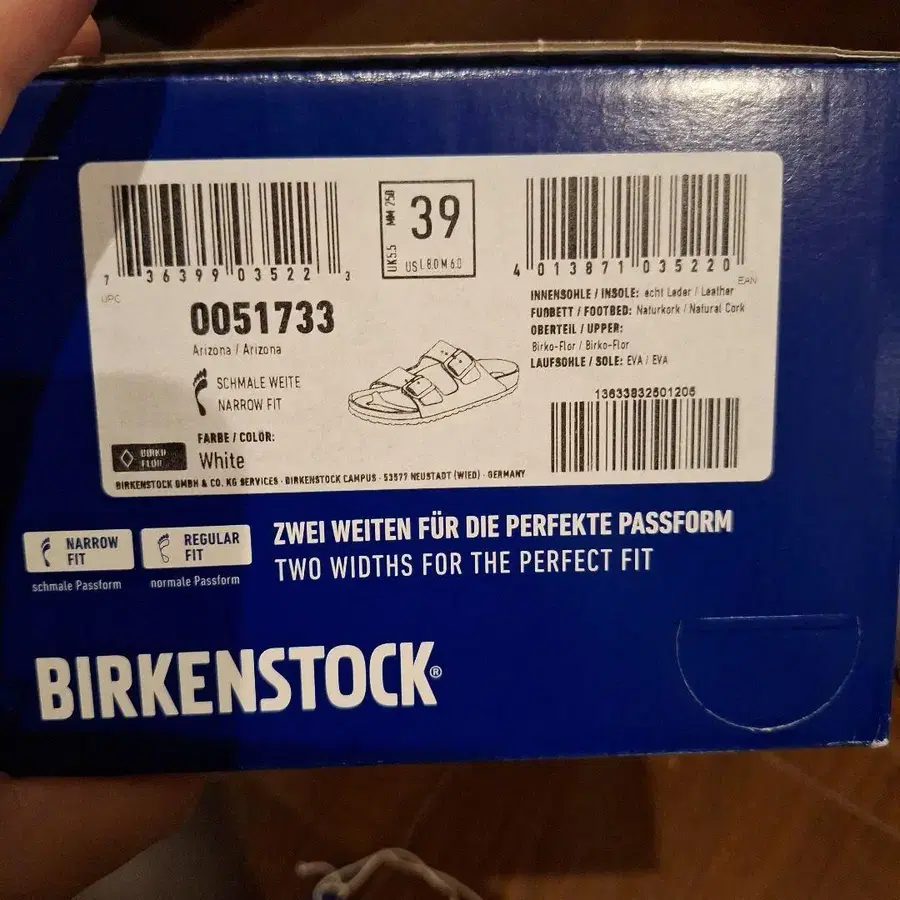 7 36399 03522 3
UPC
39
MM 250
UK5.5
US L 8.0 M 6.0
4 013871 035220
EAN
0051733
Arizona / Arizona
SCHMALE WEITE
NARROW FIT
FARBE / COLOR:
White
BIRKO
FLOR
INNENSOHLE / INSOLE: echt Leder / Leather
FUßBETT / FOOTBED: Naturkork / Natural Cork
OBERTEIL / UPPER:
Birko-Flor / Birko-Flor
LAUFSOHLE / SOLE: EVA / EVA
13633832501206
BIRKENSTOCK GMBH & CO. KG SERVICES · BIRKENSTOCK CAMPUS · 53577 NEUSTADT (WIED) · GERMANY
NARROW
FIT
schmale Passform
REGULAR
FIT
normale Passform
ZWEI WEITEN FÜR DIE PERFEKTE PASSFORM
TWO WIDTHS FOR THE PERFECT FIT
BIRKENSTOCK®